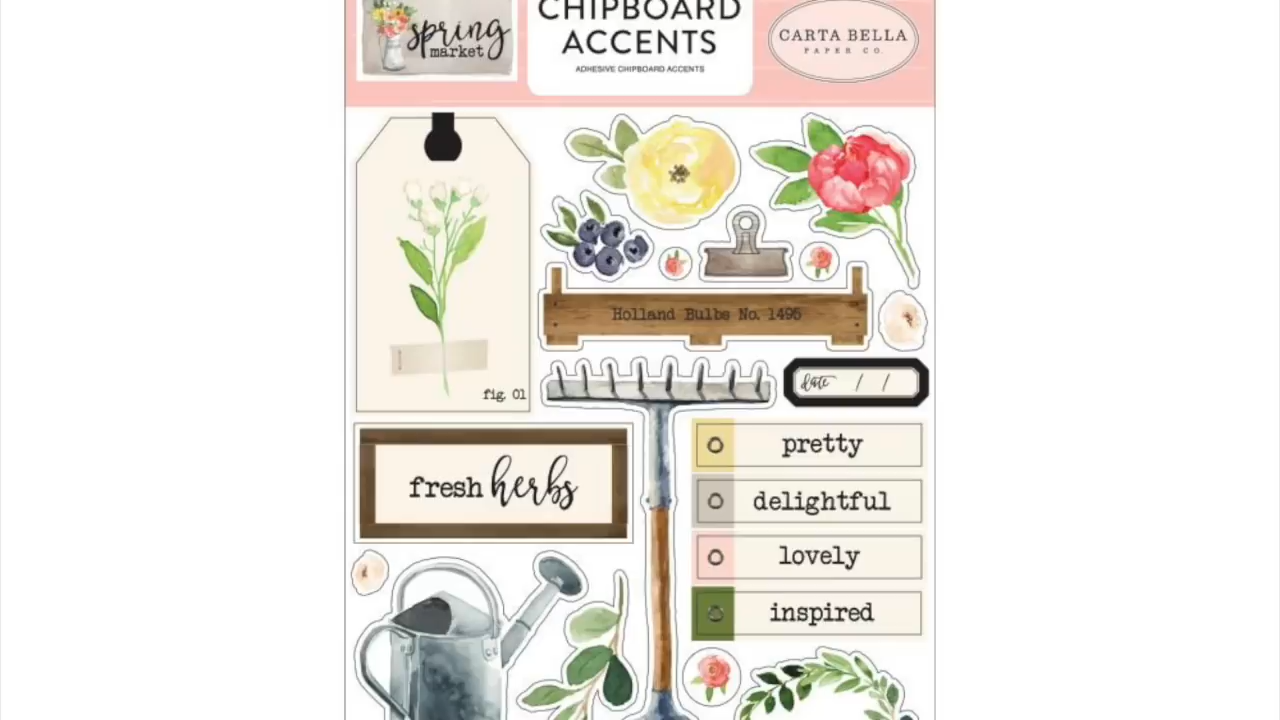 spring
market
CHIPBOARD
ACCENTS
ADHESIVE CHIPBOARD ACCENTS
CARTA BELLA
PAPER CO.
Holland Bulbs No. 1495
fig. 01
date / /
fresh herbs
pretty
delightful
lovely
inspired